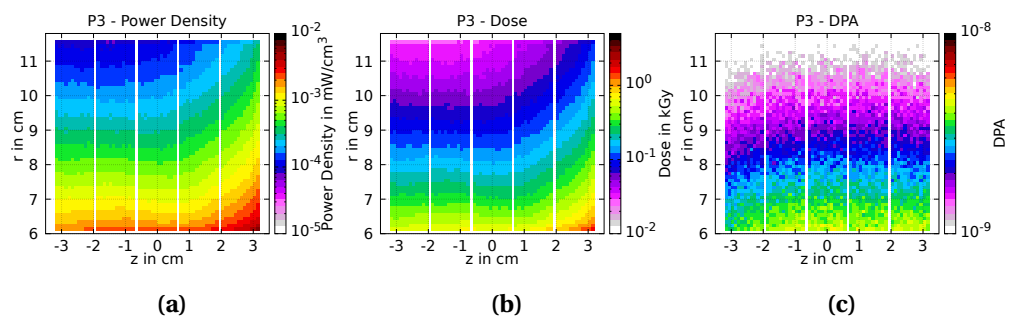 P3 - Power Density
r in cm
11
10
9
8
7
6
-3 -2 -1 0 1 2 3
z in cm
10^-2
10^-3
10^-4
10^-5
Power Density in mW/cm^3
(a)
P3 - Dose
r in cm
11
10
9
8
7
6
-3 -2 -1 0 1 2 3
z in cm
10^0
10^-1
10^-2
Dose in kGy
(b)
P3 - DPA
r in cm
11
10
9
8
7
6
-3 -2 -1 0 1 2 3
z in cm
10^-8
10^-9
DPA
(c)